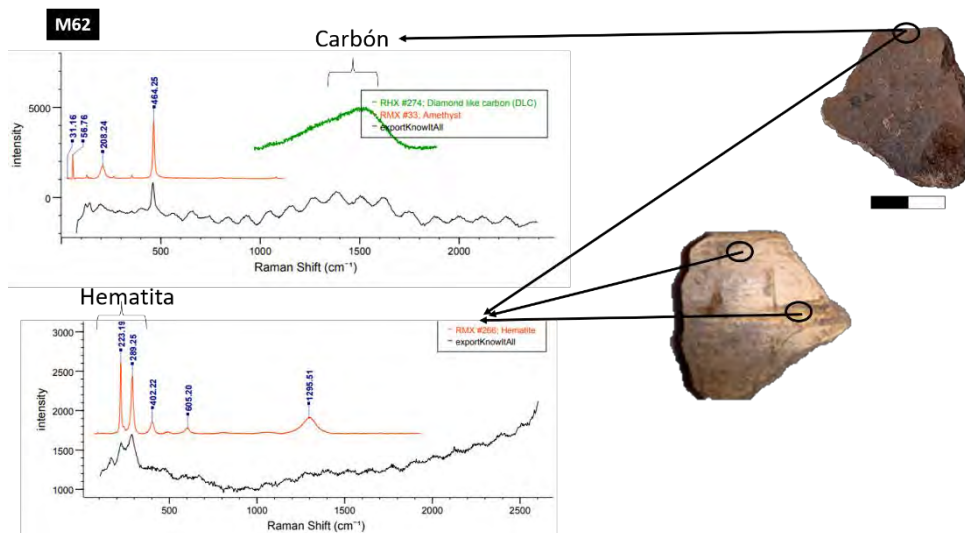 M62
Carbón
5000
0
intensity
31.16
56.76
208.24
464.25
RHX #274; Diamond like carbon (DLC)
RMX #33; Amethyst
exportKnowItAll
500
1000
1500
2000
Raman Shift (cm⁻¹)
Hematita
3000
2500
2000
1500
1000
intensity
223.19
289.25
402.22
605.20
1295.51
RMX #266; Hematite
exportKnowItAll
500
1000
1500
2000
2500
Raman Shift (cm⁻¹)